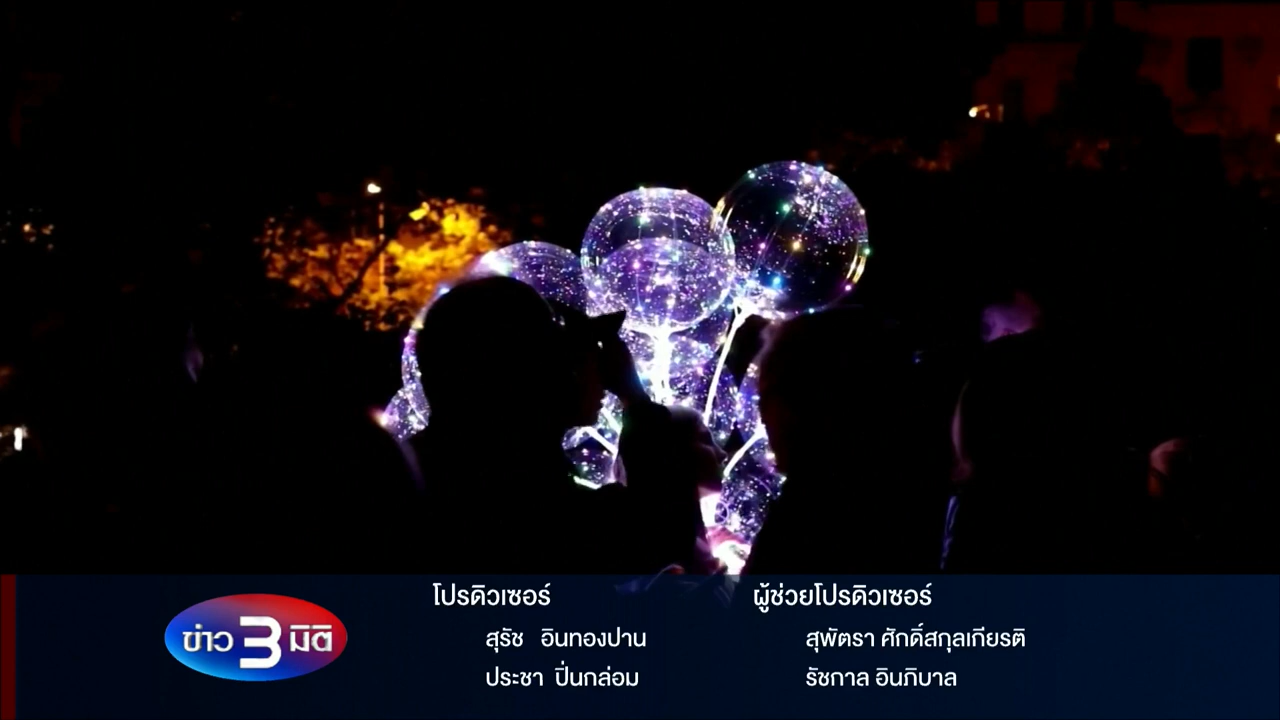 ข่าว 3 มิติ
โปรดิวเซอร์
สุรัช อินทองปาน
ประชา ปิ่นกล่อม
ผู้ช่วยโปรดิวเซอร์
สุพัตรา ศักดิ์สกุลเกียรติ
รัชกาล อินภิบาล